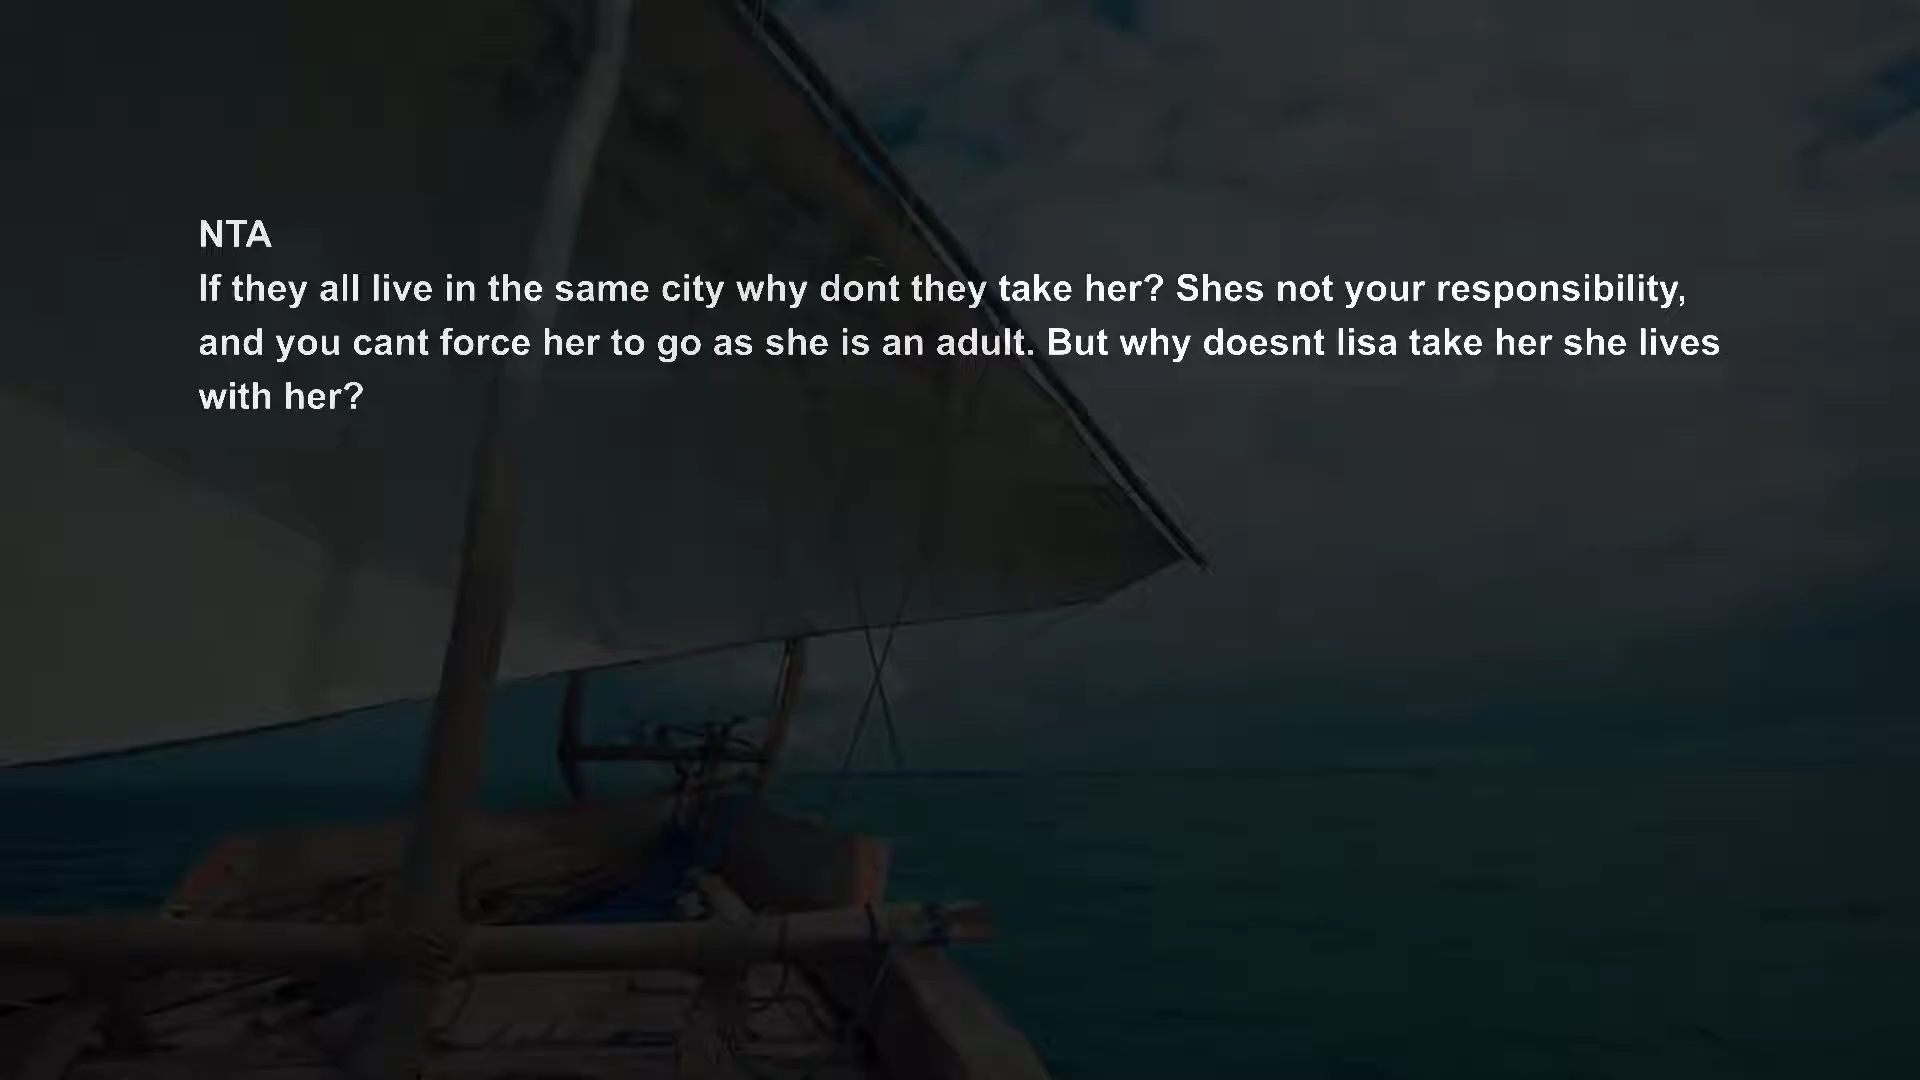 NTA
If they all live in the same city why dont they take her? Shes not your responsibility,
and you cant force her to go as she is an adult. But why doesnt lisa take her she lives
with her?